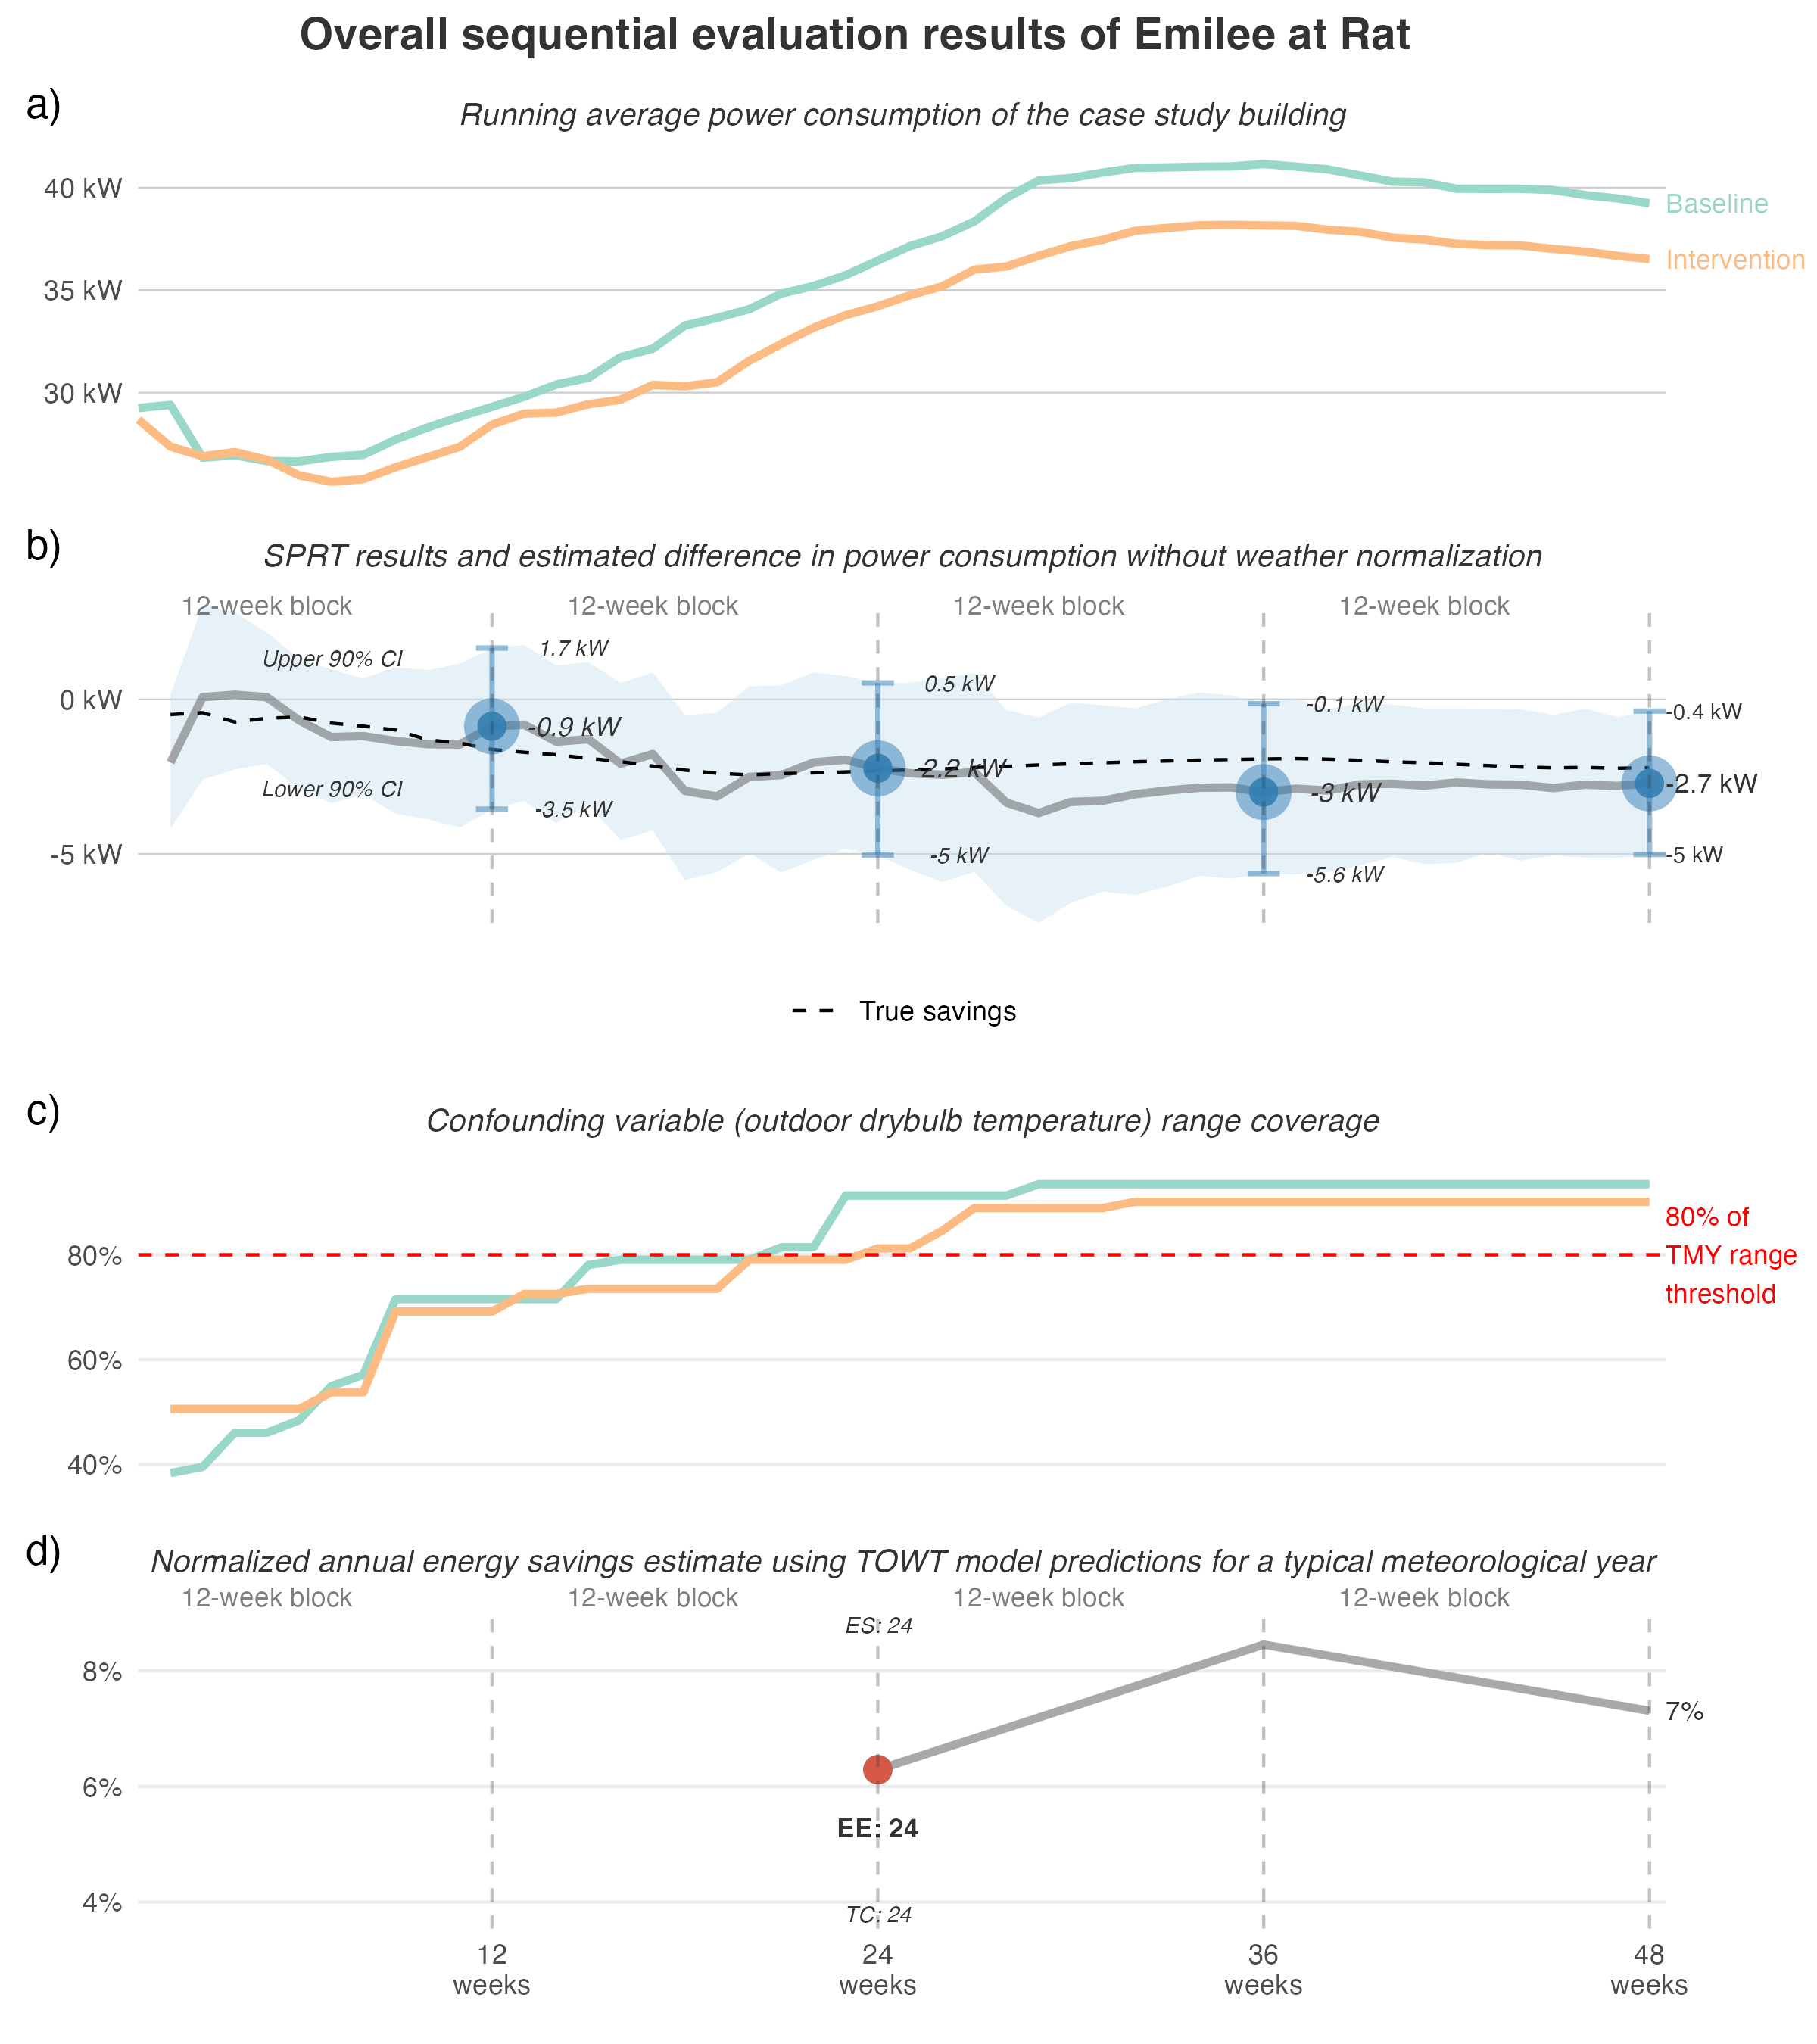 Overall sequential evaluation results of Emilee at Rat
a)
Running average power consumption of the case study building
40 kW
35 kW
30 kW
Baseline
Intervention
b)
SPRT results and estimated difference in power consumption without weather normalization
12-week block
12-week block
12-week block
12-week block
Upper 90% CI
Lower 90% CI
0 kW
-5 kW
1.7 kW
-0.9 kW
-3.5 kW
0.5 kW
-2.2 kW
-5 kW
-0.1 kW
-3 kW
-5.6 kW
-0.4 kW
-2.7 kW
-5 kW
True savings
c)
Confounding variable (outdoor drybulb temperature) range coverage
80%
60%
40%
80% of
TMY range
threshold
d)
Normalized annual energy savings estimate using TOWT model predictions for a typical meteorological year
12-week block
12-week block
12-week block
12-week block
8%
6%
4%
ES: 24
EE: 24
TC: 24
7%
12
weeks
24
weeks
36
weeks
48
weeks